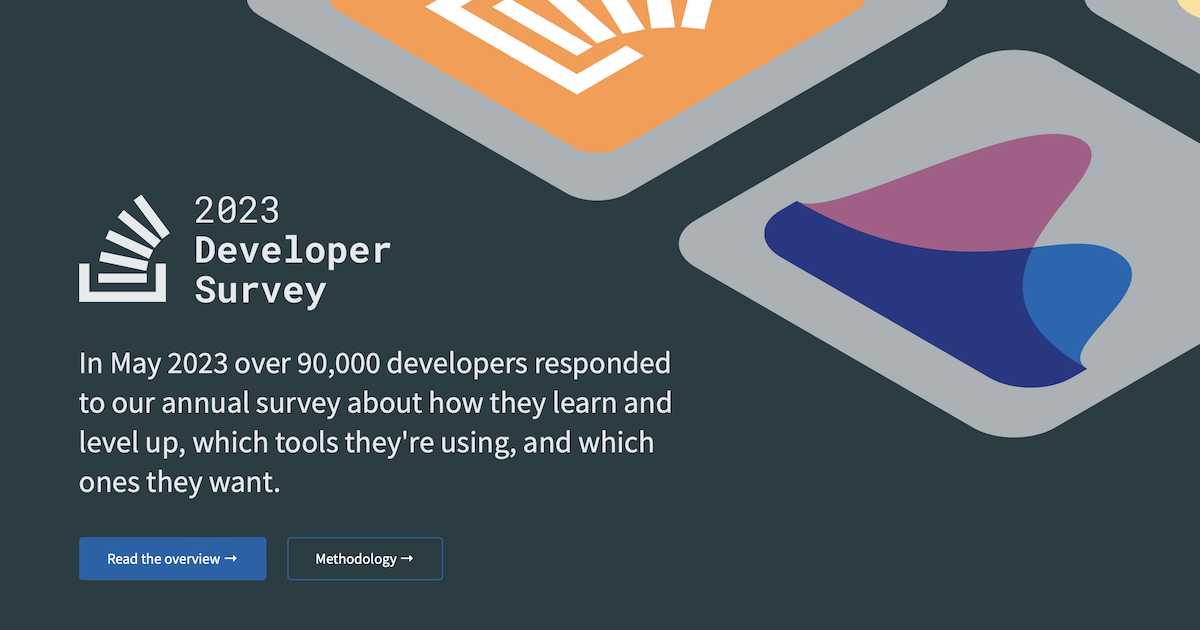 2023
Developer
Survey
In May 2023 over 90,000 developers responded
to our annual survey about how they learn and
level up, which tools they're using, and which
ones they want.
Read the overview →
Methodology →